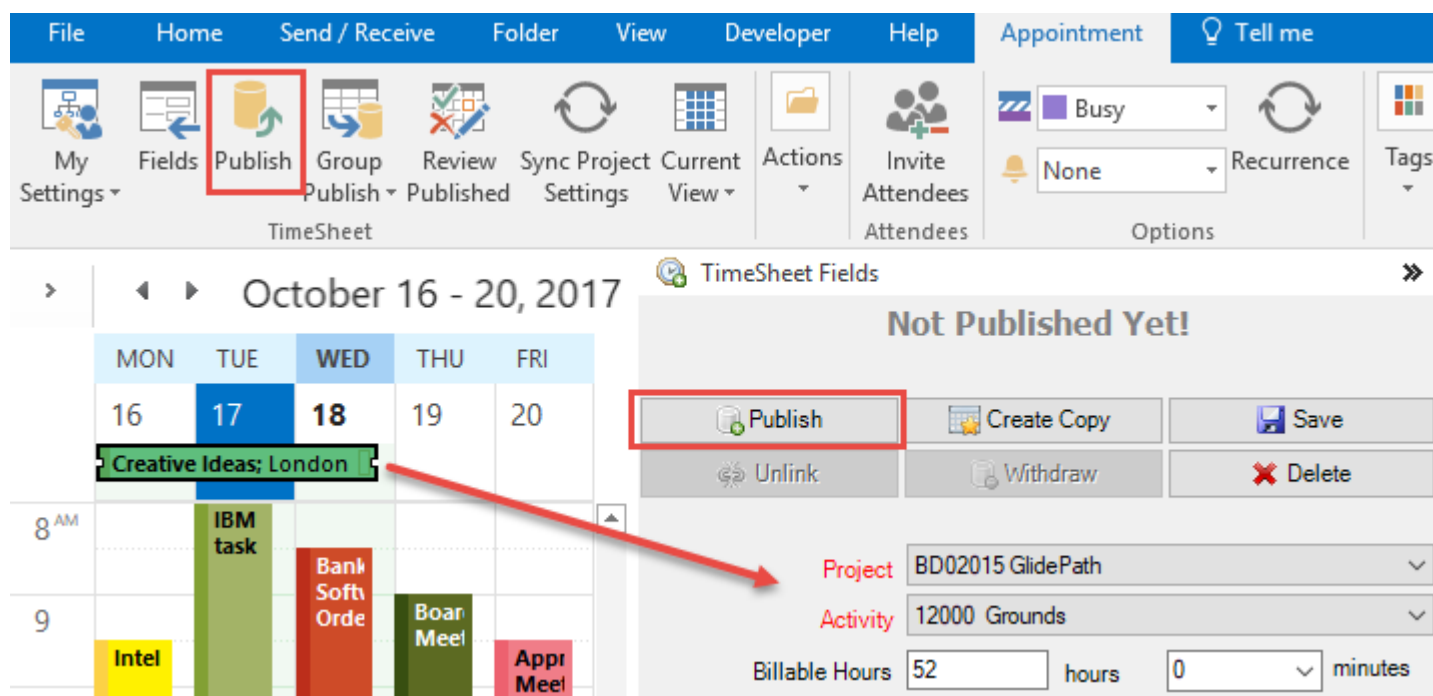 File Home Send / Receive Folder View Developer Help Appointment Tell me
My Settings Fields Publish Group Publish Review Published Sync Project Settings Current View Actions Invite Attendees Busy None Recurrence Tags
TimeSheet Attendees Options
October 16 - 20, 2017
TimeSheet Fields
Not Published Yet!
MON TUE WED THU FRI
16 17 18 19 20
Creative Ideas; London
Publish Create Copy Save
Unlink Withdraw Delete
8 AM
IBM
task
Bank
Softw
Orde
9
Boar
Meet
Intel
Appr
Meet
Project BD02015 GlidePath
Activity 12000 Grounds
Billable Hours 52 hours 0 minutes